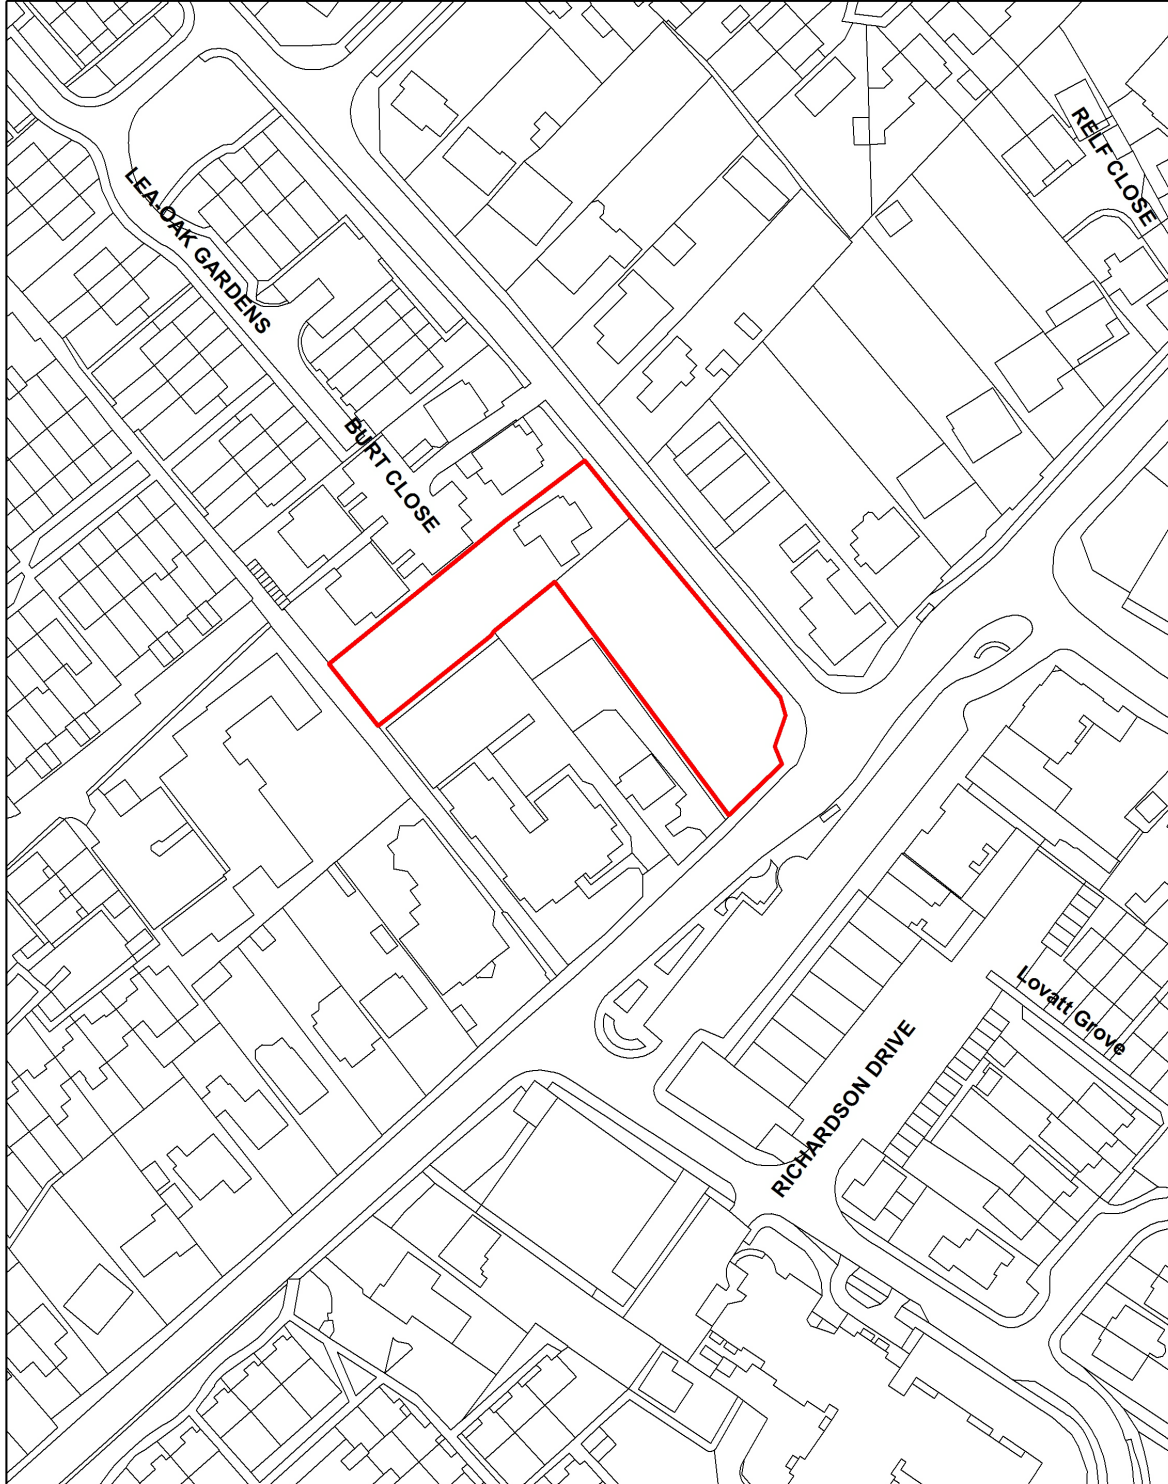 RELF CLOSE
LEA-OAK GARDENS
BURT CLOSE
Lovatt Grove
RICHARDSON DRIVE